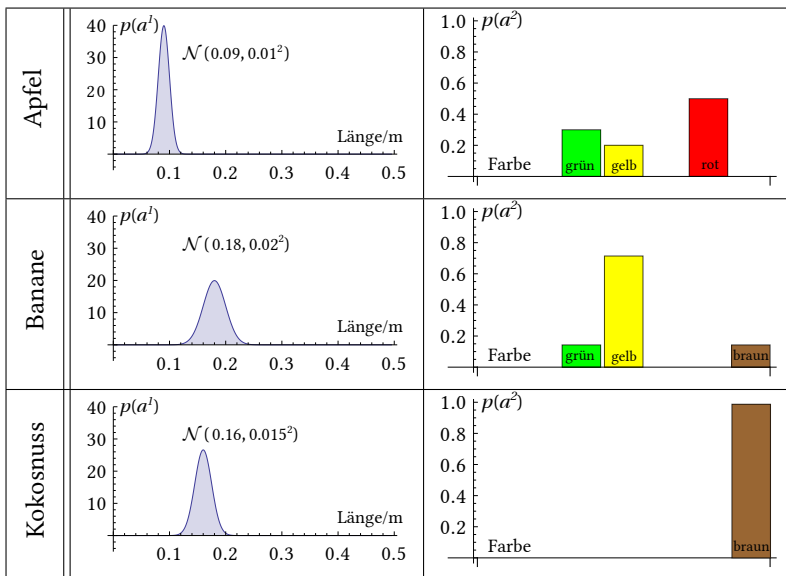 Apfel
p(a¹)
40
30
20
10
𝒩(0.09, 0.01²)
Länge/m
0.1 0.2 0.3 0.4 0.5
p(a²)
1.0
0.8
0.6
0.4
0.2
Farbe grün gelb rot
Banane
p(a¹)
40
30
20
10
𝒩(0.18, 0.02²)
Länge/m
0.1 0.2 0.3 0.4 0.5
p(a²)
1.0
0.8
0.6
0.4
0.2
Farbe grün gelb braun
Kokosnuss
p(a¹)
40
30
20
10
𝒩(0.16, 0.015²)
Länge/m
0.1 0.2 0.3 0.4 0.5
p(a²)
1.0
0.8
0.6
0.4
0.2
Farbe braun